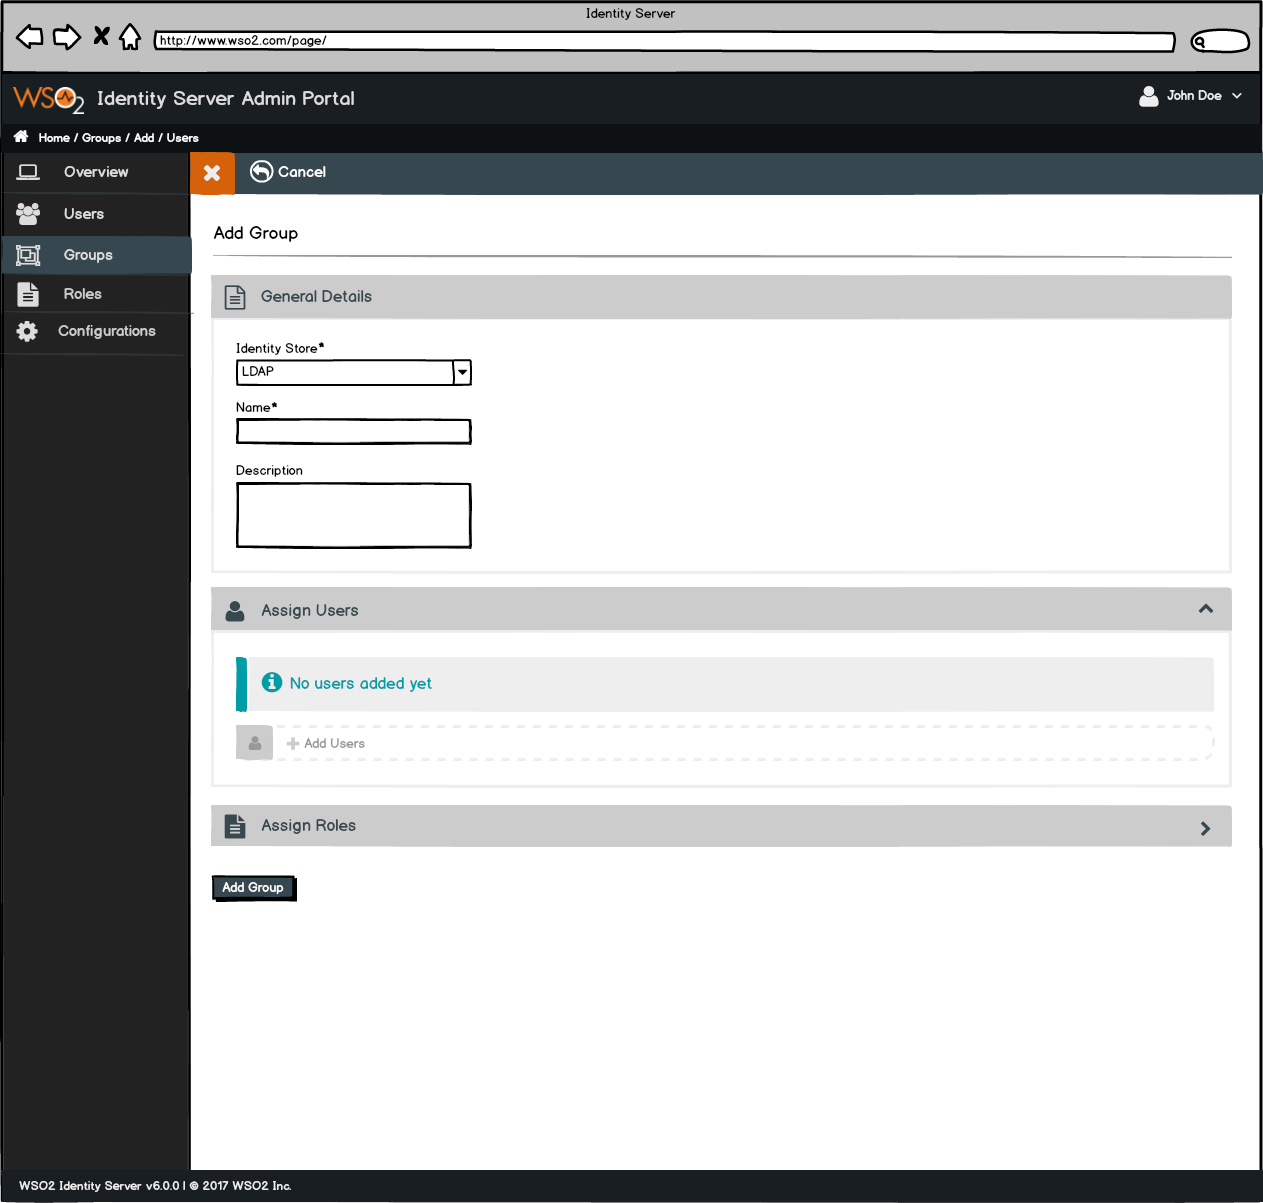 Identity Server
http://www.wso2.com/page/
WSO2 Identity Server Admin Portal
John Doe
Home / Groups / Add / Users
Overview
Users
Groups
Roles
Configurations
Cancel
Add Group
General Details
Identity Store*
LDAP
Name*
Description
Assign Users
No users added yet
Add Users
Assign Roles
Add Group
WSO2 Identity Server v6.0.0 | © 2017 WSO2 Inc.